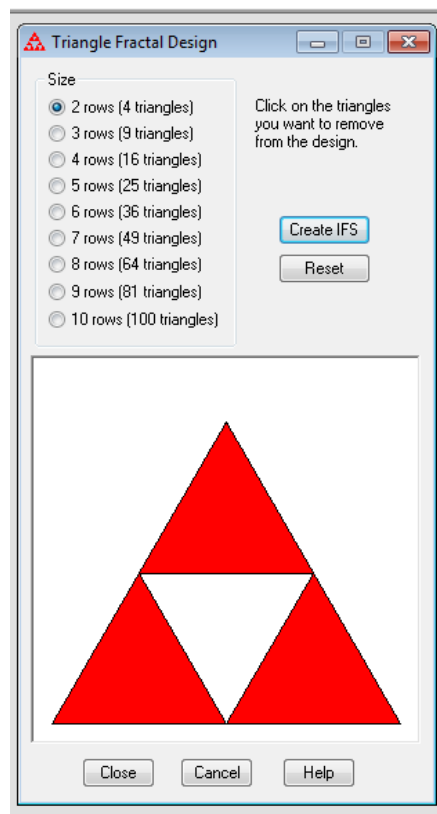 Triangle Fractal Design
Size
2 rows (4 triangles)
3 rows (9 triangles)
4 rows (16 triangles)
5 rows (25 triangles)
6 rows (36 triangles)
7 rows (49 triangles)
8 rows (64 triangles)
9 rows (81 triangles)
10 rows (100 triangles)
Click on the triangles
you want to remove
from the design.
Create IFS
Reset
Close
Cancel
Help